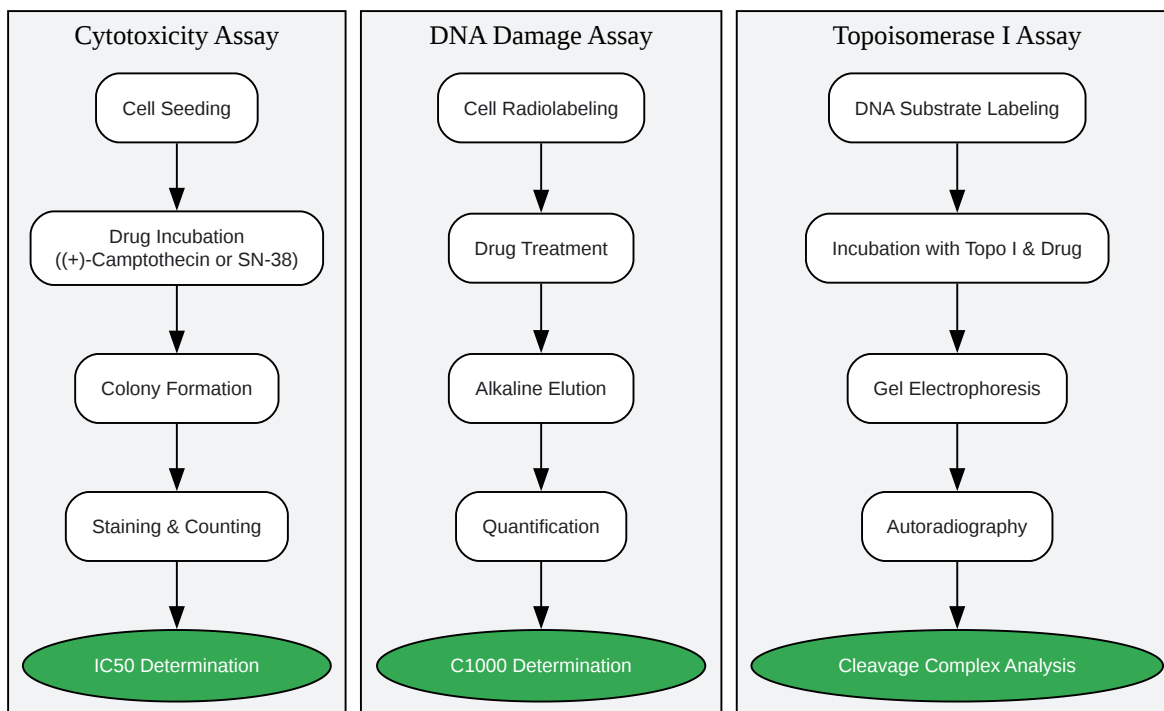 Cytotoxicity Assay
Cell Seeding
Drug Incubation
((+)-Camptothecin or SN-38)
Colony Formation
Staining & Counting
IC50 Determination
DNA Damage Assay
Cell Radiolabeling
Drug Treatment
Alkaline Elution
Quantification
C1000 Determination
Topoisomerase I Assay
DNA Substrate Labeling
Incubation with Topo I & Drug
Gel Electrophoresis
Autoradiography
Cleavage Complex Analysis